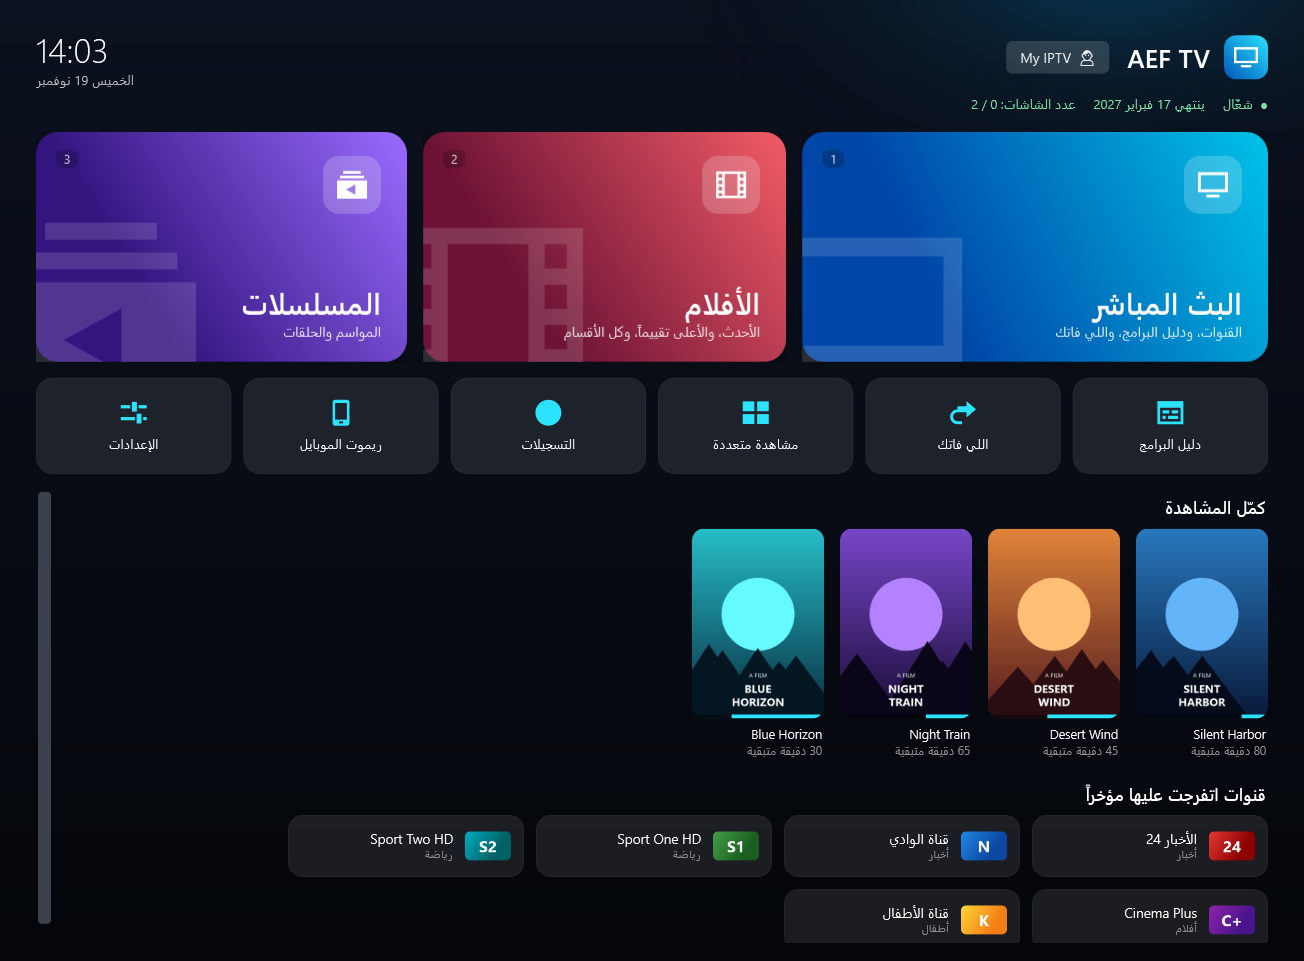 AEF TV
My IPTV
14:03
الخميس 19 نوفمبر
● شغّال ينتهي 17 فبراير 2027 عدد الشاشات: 0 / 2
1
البث المباشر
القنوات، ودليل البرامج، واللي فاتك
2
الأفلام
الأحدث، والأعلى تقييماً، وكل الأقسام
3
المسلسلات
المواسم والحلقات
دليل البرامج
اللي فاتك
مشاهدة متعددة
التسجيلات
ريموت الموبايل
الإعدادات
كمّل المشاهدة
A FILM
SILENT
HARBOR
Silent Harbor
80 دقيقة متبقية
A FILM
DESERT
WIND
Desert Wind
45 دقيقة متبقية
A FILM
NIGHT
TRAIN
Night Train
65 دقيقة متبقية
A FILM
BLUE
HORIZON
Blue Horizon
30 دقيقة متبقية
قنوات اتفرجت عليها مؤخراً
24
الأخبار 24
أخبار
N
قناة الوادي
أخبار
S1
Sport One HD
رياضة
S2
Sport Two HD
رياضة
C+
Cinema Plus
أفلام
K
قناة الأطفال
أطفال